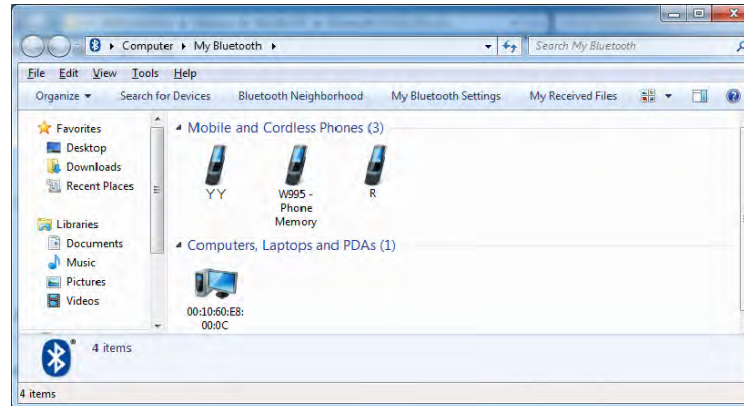 Computer ▸ My Bluetooth ▸
Search My Bluetooth
File Edit View Tools Help
Organize Search for Devices Bluetooth Neighborhood My Bluetooth Settings My Received Files
Favorites
Desktop
Downloads
Recent Places
Libraries
Documents
Music
Pictures
Videos
Mobile and Cordless Phones (3)
YY
W995 -
Phone
Memory
R
Computers, Laptops and PDAs (1)
00:10:60:E8:
00:0C
4 items
4 items